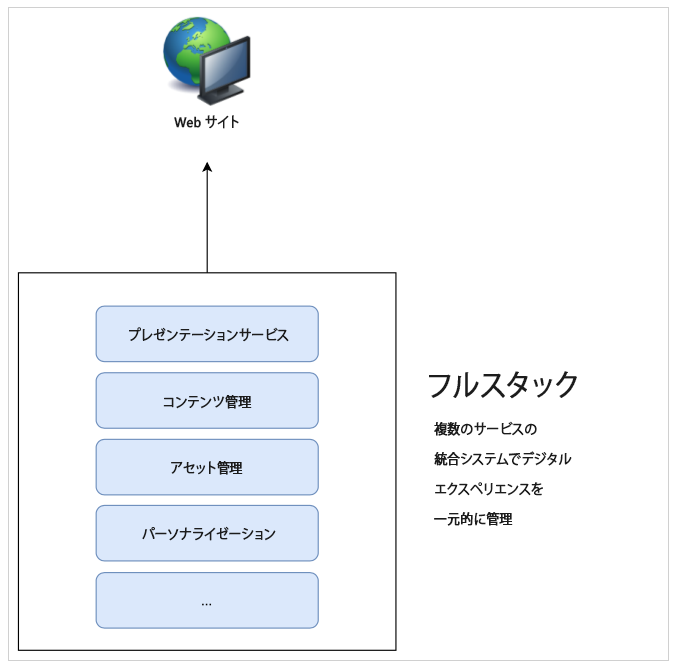 Web サイト
プレゼンテーションサービス
コンテンツ管理
アセット管理
パーソナライゼーション
...
フルスタック
複数のサービスの
統合システムでデジタル
エクスペリエンスを
一元的に管理